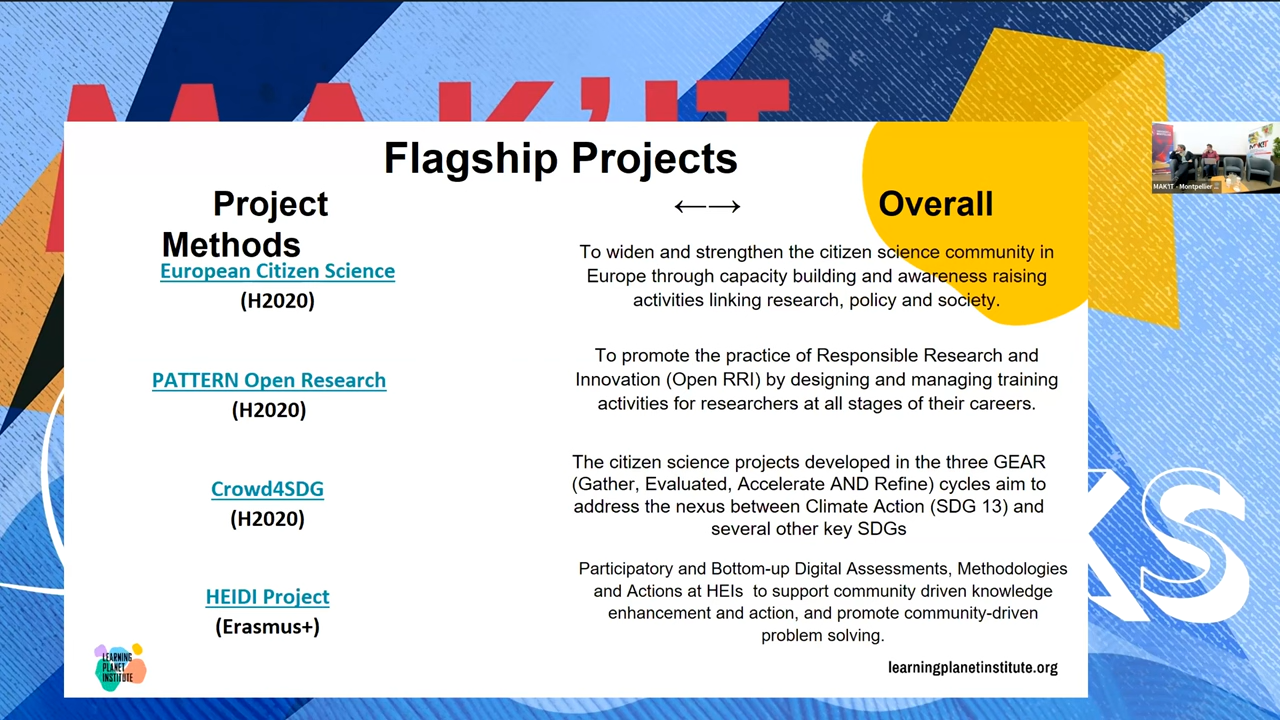 MAK'IT
Flagship Projects
Project ←→ Overall
Methods
European Citizen Science
(H2020)
To widen and strengthen the citizen science community in
Europe through capacity building and awareness raising
activities linking research, policy and society.
PATTERN Open Research
(H2020)
To promote the practice of Responsible Research and
Innovation (Open RRI) by designing and managing training
activities for researchers at all stages of their careers.
Crowd4SDG
(H2020)
The citizen science projects developed in the three GEAR
(Gather, Evaluated, Accelerate AND Refine) cycles aim to
address the nexus between Climate Action (SDG 13) and
several other key SDGs
HEIDI Project
(Erasmus+)
Participatory and Bottom-up Digital Assessments, Methodologies
and Actions at HEIs to support community driven knowledge
enhancement and action, and promote community-driven
problem solving.
LEARNING
PLANET
INSTITUTE
learningplanetinstitute.org
MAK'IT - Montpellier ...
KS